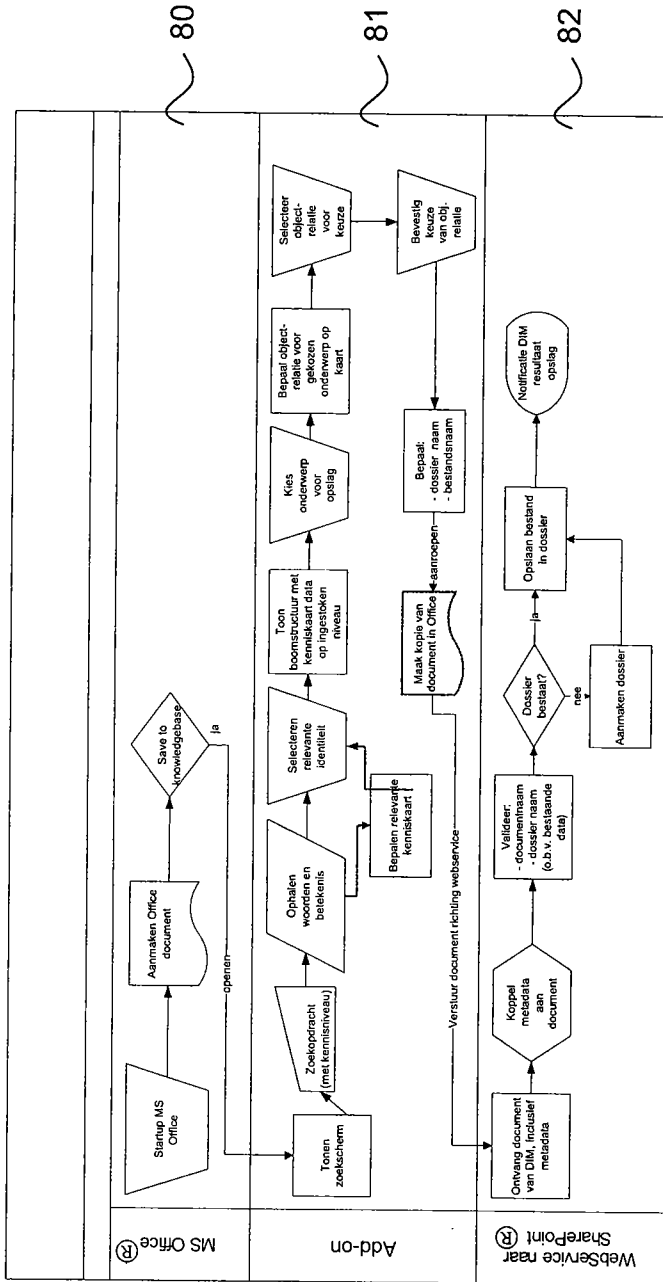 MS Office ®
80
Startup MS
Office
Aanmaken Office
document
Save to
knowledgebase
ja
openen
Add-on
81
Tonen
zoekscherm
Zoekopdracht
(met kennisniveau)
Ophalen
woorden en
betekenis
Bepalen relevante
kenniskaart
Selecteren
relevante
identiteit
Toon
boomstructuur met
kenniskaart data
op ingestoken
niveau
Kies
onderwerp
voor
opslag
Bepaal object-
relatie voor
gekozen
onderwerp op
kaart
Selecteer
object-
relatie
voor
keuze
Bevestig
keuze
van obj.
relatie
Bepaal:
- dossier naam
- bestandsnaam
aanroepen
Maak kopie van
document in Office
Verstuur document richting webservice
WebService naar
SharePoint ®
82
Ontvang document
van DIM, inclusief
metadata
Koppel
metadata
aan
document
Valideer:
- documentnaam
- dossier naam
(o.b.v. bestaande
data)
Dossier
bestaat?
ja
nee
Aanmaken dossier
Opslaan bestand
in dossier
Notificatie DIM
resultaat
opslag